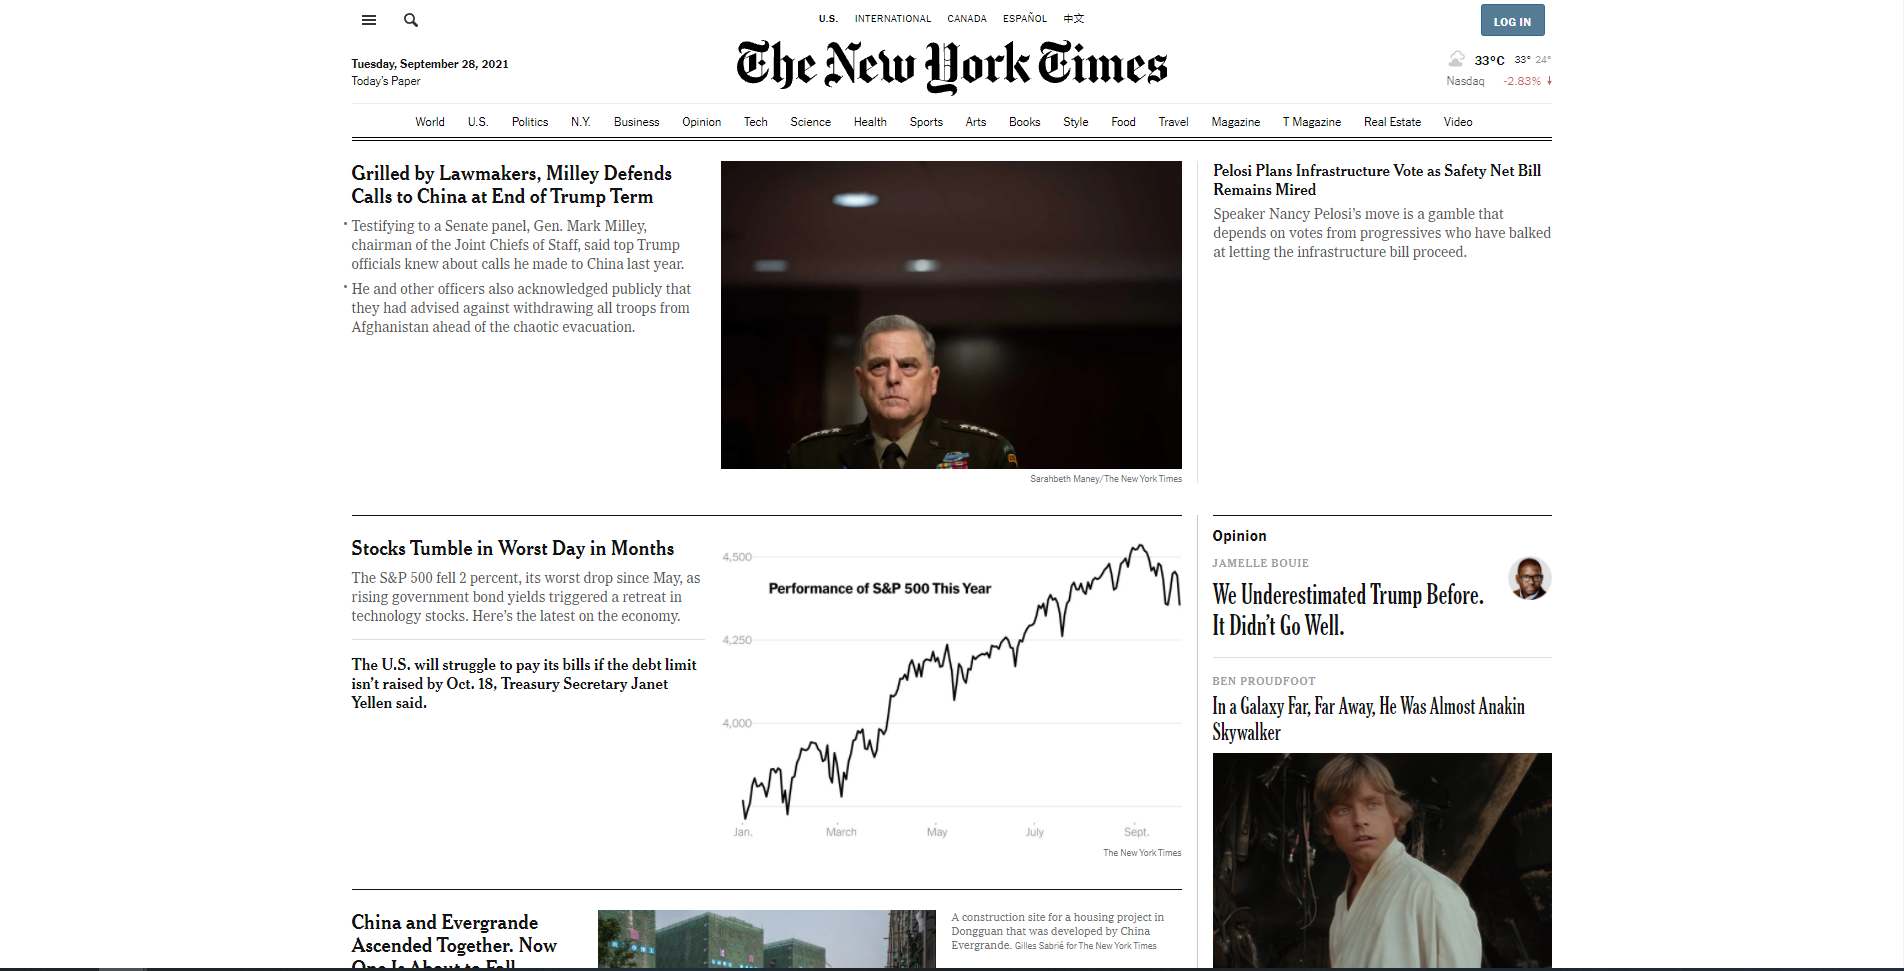 U.S. INTERNATIONAL CANADA ESPAÑOL 中文
LOG IN
The New York Times
Tuesday, September 28, 2021
Today's Paper
33°C 33° 24°
Nasdaq -2.83%
World U.S. Politics N.Y. Business Opinion Tech Science Health Sports Arts Books Style Food Travel Magazine T Magazine Real Estate Video
Grilled by Lawmakers, Milley Defends
Calls to China at End of Trump Term
Testifying to a Senate panel, Gen. Mark Milley,
chairman of the Joint Chiefs of Staff, said top Trump
officials knew about calls he made to China last year.
He and other officers also acknowledged publicly that
they had advised against withdrawing all troops from
Afghanistan ahead of the chaotic evacuation.
Sarahbeth Maney/The New York Times
Pelosi Plans Infrastructure Vote as Safety Net Bill
Remains Mired
Speaker Nancy Pelosi's move is a gamble that
depends on votes from progressives who have balked
at letting the infrastructure bill proceed.
Stocks Tumble in Worst Day in Months
The S&P 500 fell 2 percent, its worst drop since May, as
rising government bond yields triggered a retreat in
technology stocks. Here's the latest on the economy.
The U.S. will struggle to pay its bills if the debt limit
isn't raised by Oct. 18, Treasury Secretary Janet
Yellen said.
4,500
Performance of S&P 500 This Year
4,250
4,000
Jan. March May July Sept.
The New York Times
Opinion
JAMELLE BOUIE
We Underestimated Trump Before.
It Didn't Go Well.
BEN PROUDFOOT
In a Galaxy Far, Far Away, He Was Almost Anakin
Skywalker
China and Evergrande
Ascended Together. Now
One Is About to Fall
A construction site for a housing project in
Dongguan that was developed by China
Evergrande. Gilles Sabrié for The New York Times